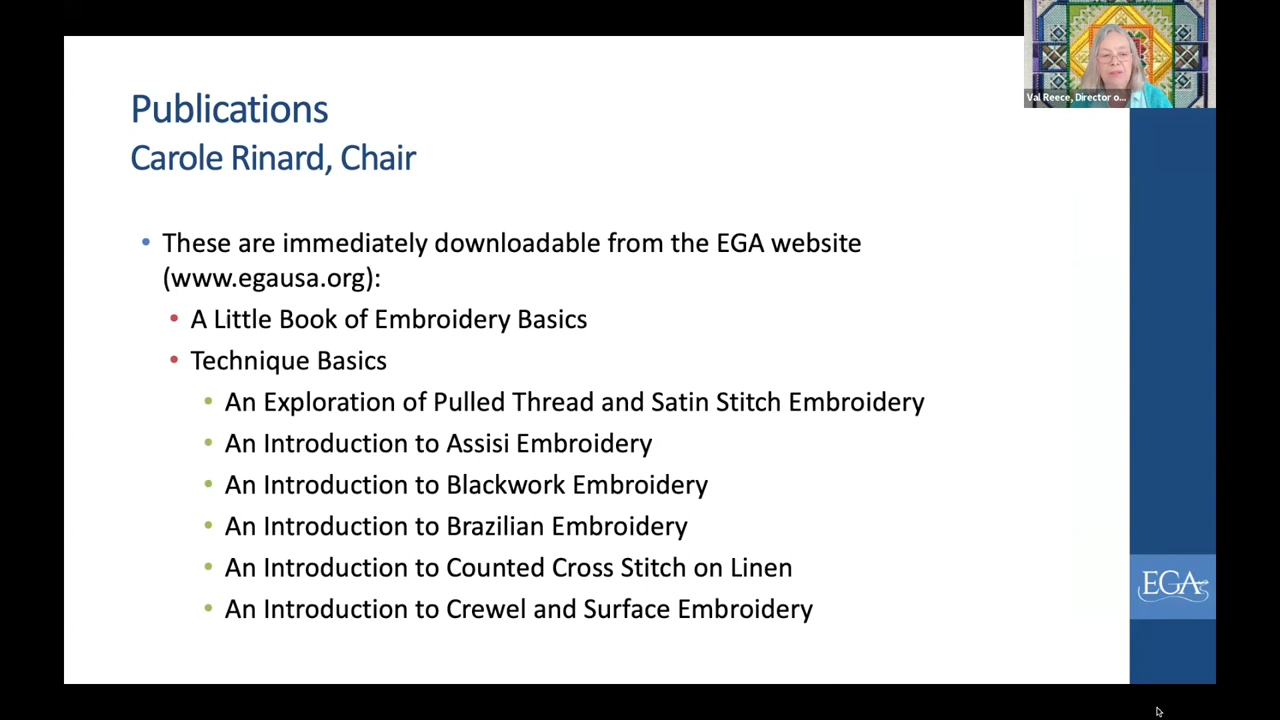 Val Reece, Director o...
Publications
Carole Rinard, Chair
• These are immediately downloadable from the EGA website
(www.egausa.org):
• A Little Book of Embroidery Basics
• Technique Basics
• An Exploration of Pulled Thread and Satin Stitch Embroidery
• An Introduction to Assisi Embroidery
• An Introduction to Blackwork Embroidery
• An Introduction to Brazilian Embroidery
• An Introduction to Counted Cross Stitch on Linen
• An Introduction to Crewel and Surface Embroidery
EGA